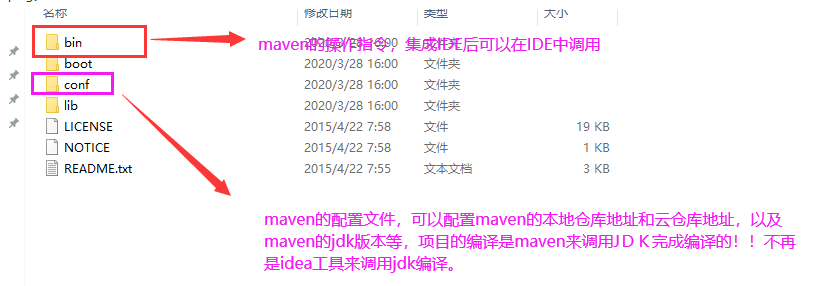 名称 修改日期 类型 大小
bin 2020/3/28 16:00 文件夹
maven的操作指令，集成IDE后可以在IDE中调用
boot 2020/3/28 16:00 文件夹
conf 2020/3/28 16:00 文件夹
lib 2020/3/28 16:00 文件夹
LICENSE 2015/4/22 7:58 文件 19 KB
NOTICE 2015/4/22 7:58 文件 1 KB
README.txt 2015/4/22 7:55 文本文档 3 KB
maven的配置文件，可以配置maven的本地仓库地址和云仓库地址，以及
maven的jdk版本等，项目的编译是maven来调用JＤＫ完成编译的！！不再
是idea工具来调用jdk编译。